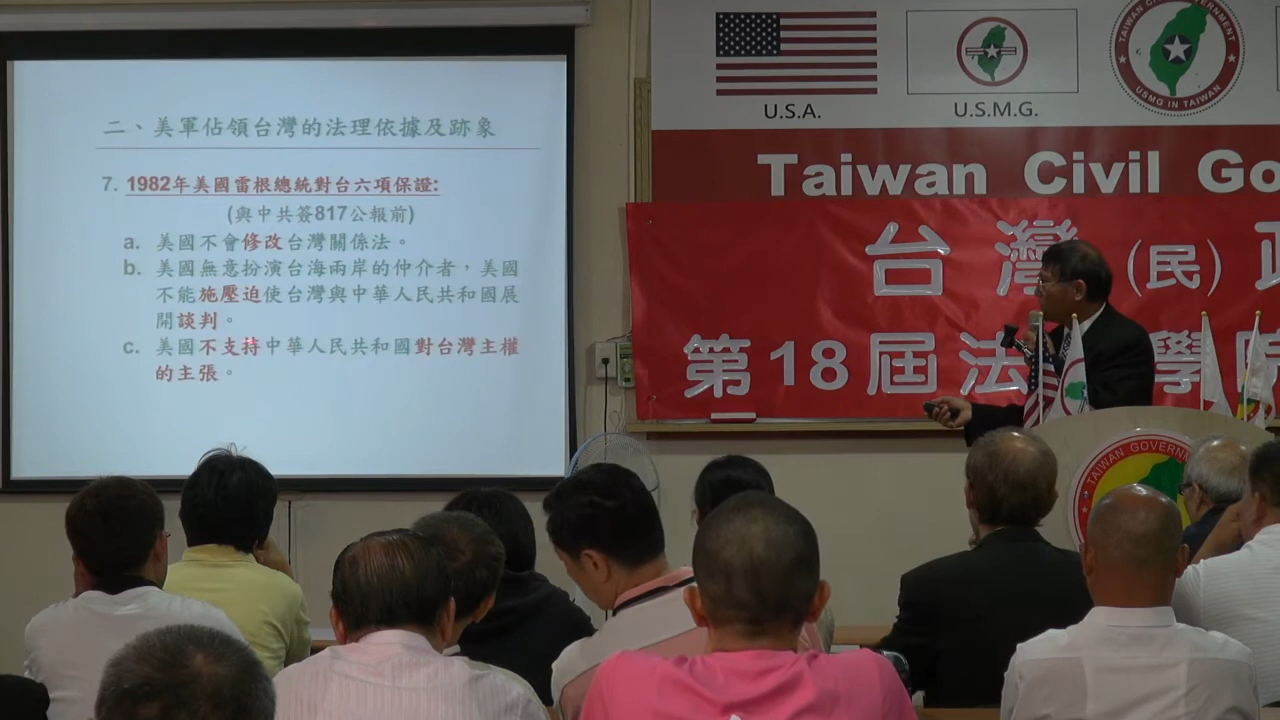 二、美軍佔領台灣的法理依據及跡象
7. 1982年美國雷根總統對台六項保證:
(與中共簽817公報前)
a. 美國不會修改台灣關係法。
b. 美國無意扮演台海兩岸的仲介者，美國
不能施壓迫使台灣與中華人民共和國展
開談判。
c. 美國不支持中華人民共和國對台灣主權
的主張。
U.S.A.
U.S.M.G.
TAIWAN CIVIL GOVERNMENT
USMG IN TAIWAN
Taiwan Civil Go
台灣(民)政
第18屆法 學院
TAIWAN GOVERNM